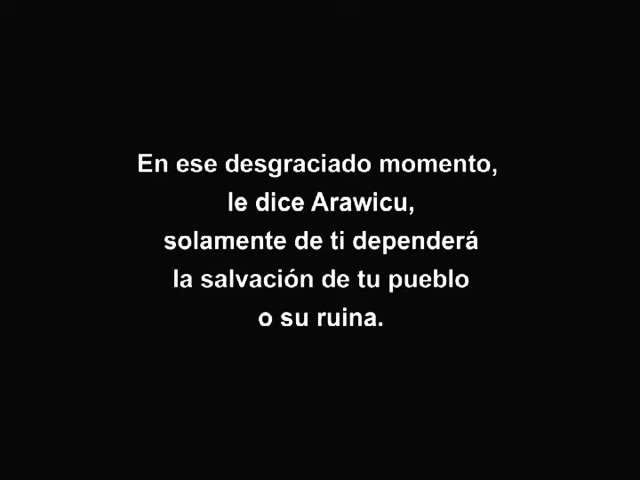 En ese desgraciado momento,
le dice Arawicu,
solamente de ti dependerá
la salvación de tu pueblo
o su ruina.